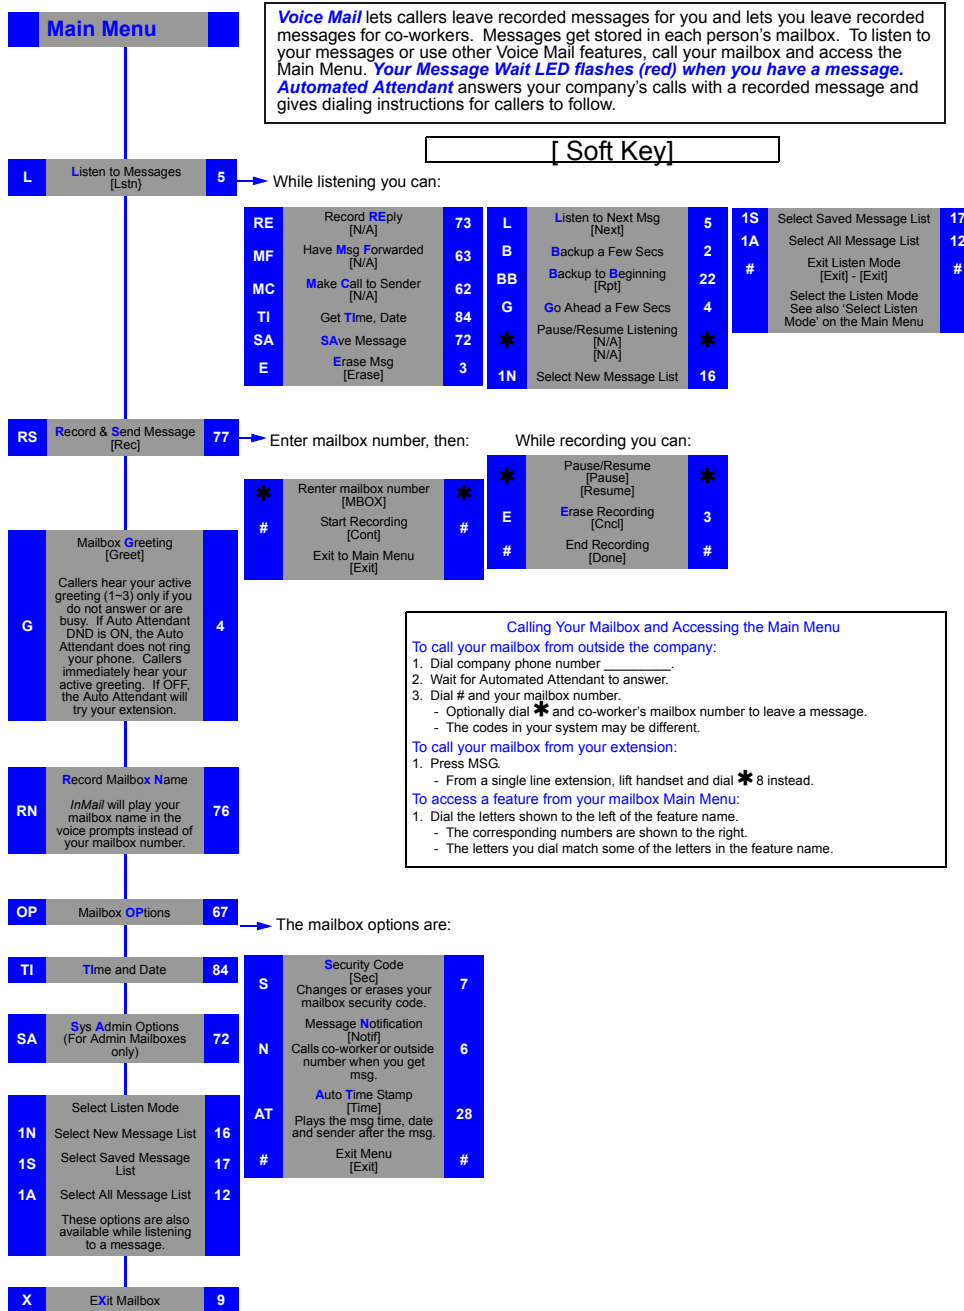 Main Menu
Voice Mail lets callers leave recorded messages for you and lets you leave recorded
messages for co-workers. Messages get stored in each person's mailbox. To listen to
your messages or use other Voice Mail features, call your mailbox and access the
Main Menu. Your Message Wait LED flashes (red) when you have a message.
Automated Attendant answers your company's calls with a recorded message and
gives dialing instructions for callers to follow.
[ Soft Key]
L Listen to Messages 5
[Lstn}
While listening you can:
RE Record REply 73
[N/A]
MF Have Msg Forwarded 63
[N/A]
MC Make Call to Sender 62
[N/A]
TI Get TIme, Date 84
SA SAve Message 72
E Erase Msg 3
[Erase]
L Listen to Next Msg 5
[Next]
B Backup a Few Secs 2
BB Backup to Beginning 22
[Rpt]
G Go Ahead a Few Secs 4
✱ Pause/Resume Listening ✱
[N/A]
[N/A]
1N Select New Message List 16
1S Select Saved Message List 17
1A Select All Message List 12
# Exit Listen Mode #
[Exit] - [Exit]
Select the Listen Mode
See also 'Select Listen
Mode' on the Main Menu
RS Record & Send Message 77
[Rec]
Enter mailbox number, then:
✱ Renter mailbox number ✱
[MBOX]
# Start Recording #
[Cont]
Exit to Main Menu
[Exit]
While recording you can:
✱ Pause/Resume ✱
[Pause]
[Resume]
E Erase Recording 3
[Cncl]
# End Recording #
[Done]
Mailbox Greeting
[Greet]
Callers hear your active
greeting (1~3) only if you
do not answer or are
busy. If Auto Attendant
G DND is ON, the Auto 4
Attendant does not ring
your phone. Callers
immediately hear your
active greeting. If OFF,
the Auto Attendant will
try your extension.
Calling Your Mailbox and Accessing the Main Menu
To call your mailbox from outside the company:
1. Dial company phone number _________.
2. Wait for Automated Attendant to answer.
3. Dial # and your mailbox number.
- Optionally dial ✱ and co-worker's mailbox number to leave a message.
- The codes in your system may be different.
To call your mailbox from your extension:
1. Press MSG.
- From a single line extension, lift handset and dial ✱ 8 instead.
To access a feature from your mailbox Main Menu:
1. Dial the letters shown to the left of the feature name.
- The corresponding numbers are shown to the right.
- The letters you dial match some of the letters in the feature name.
Record Mailbox Name
RN InMail will play your 76
mailbox name in the
voice prompts instead of
your mailbox number.
OP Mailbox OPtions 67
The mailbox options are:
S Security Code 7
[Sec]
Changes or erases your
mailbox security code.
N Message Notification 6
[Notif]
Calls co-worker or outside
number when you get
msg.
AT Auto Time Stamp 28
[Time]
Plays the msg time, date
and sender after the msg.
# Exit Menu #
[Exit]
TI TIme and Date 84
SA Sys Admin Options 72
(For Admin Mailboxes
only)
Select Listen Mode
1N Select New Message List 16
1S Select Saved Message 17
List
1A Select All Message List 12
These options are also
available while listening
to a message.
X EXit Mailbox 9